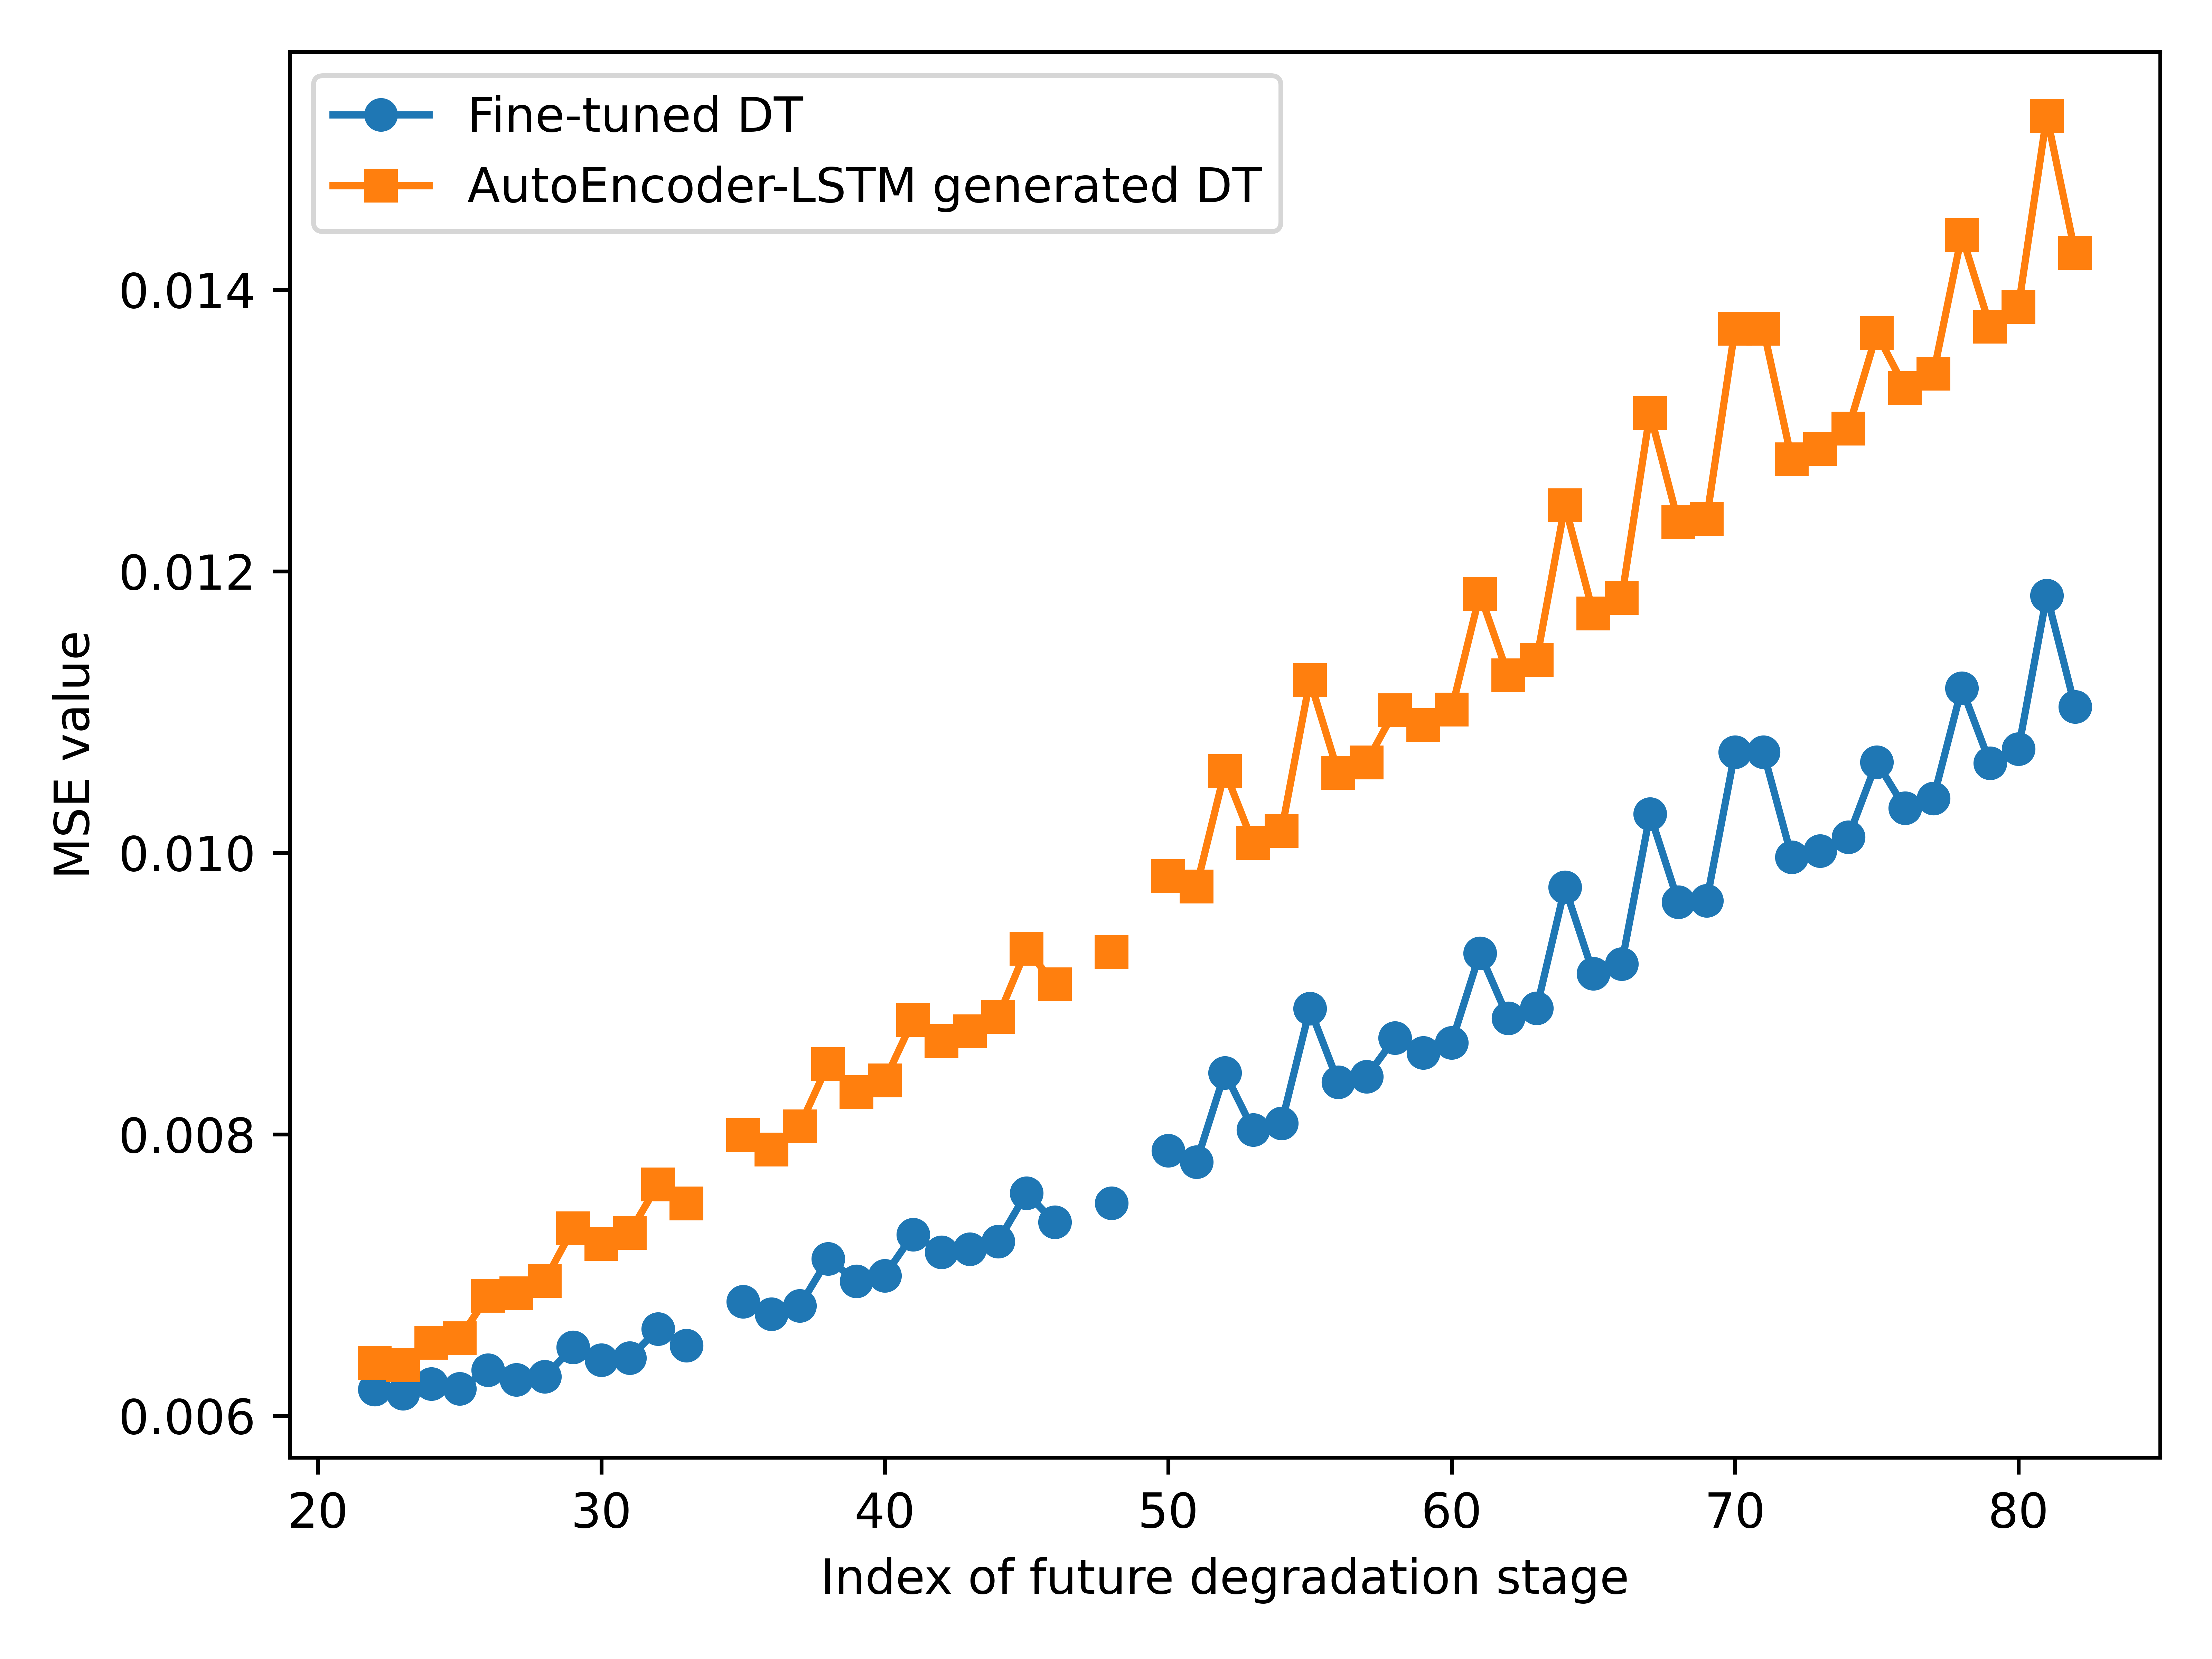 Fine-tuned DT
AutoEncoder-LSTM generated DT
0.014
0.012
0.010
0.008
0.006
MSE value
20 30 40 50 60 70 80
Index of future degradation stage